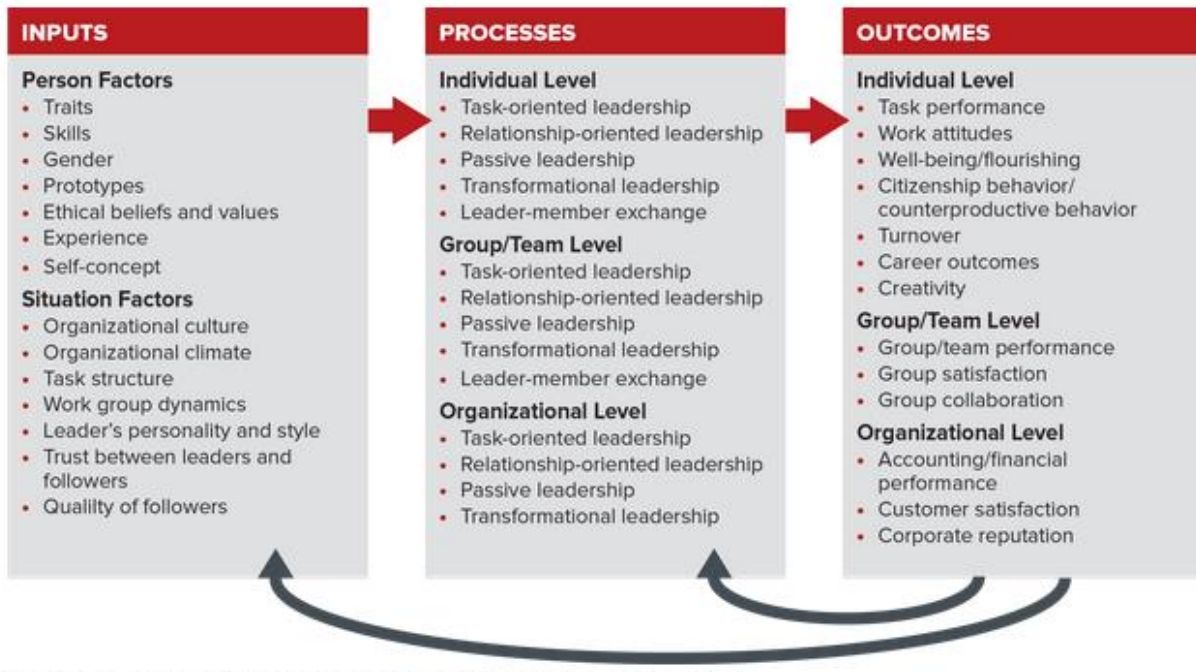 INPUTS
Person Factors
• Traits
• Skills
• Gender
• Prototypes
• Ethical beliefs and values
• Experience
• Self-concept
Situation Factors
• Organizational culture
• Organizational climate
• Task structure
• Work group dynamics
• Leader's personality and style
• Trust between leaders and
followers
• Qualilty of followers
PROCESSES
Individual Level
• Task-oriented leadership
• Relationship-oriented leadership
• Passive leadership
• Transformational leadership
• Leader-member exchange
Group/Team Level
• Task-oriented leadership
• Relationship-oriented leadership
• Passive leadership
• Transformational leadership
• Leader-member exchange
Organizational Level
• Task-oriented leadership
• Relationship-oriented leadership
• Passive leadership
• Transformational leadership
OUTCOMES
Individual Level
• Task performance
• Work attitudes
• Well-being/flourishing
• Citizenship behavior/
counterproductive behavior
• Turnover
• Career outcomes
• Creativity
Group/Team Level
• Group/team performance
• Group satisfaction
• Group collaboration
Organizational Level
• Accounting/financial
performance
• Customer satisfaction
• Corporate reputation